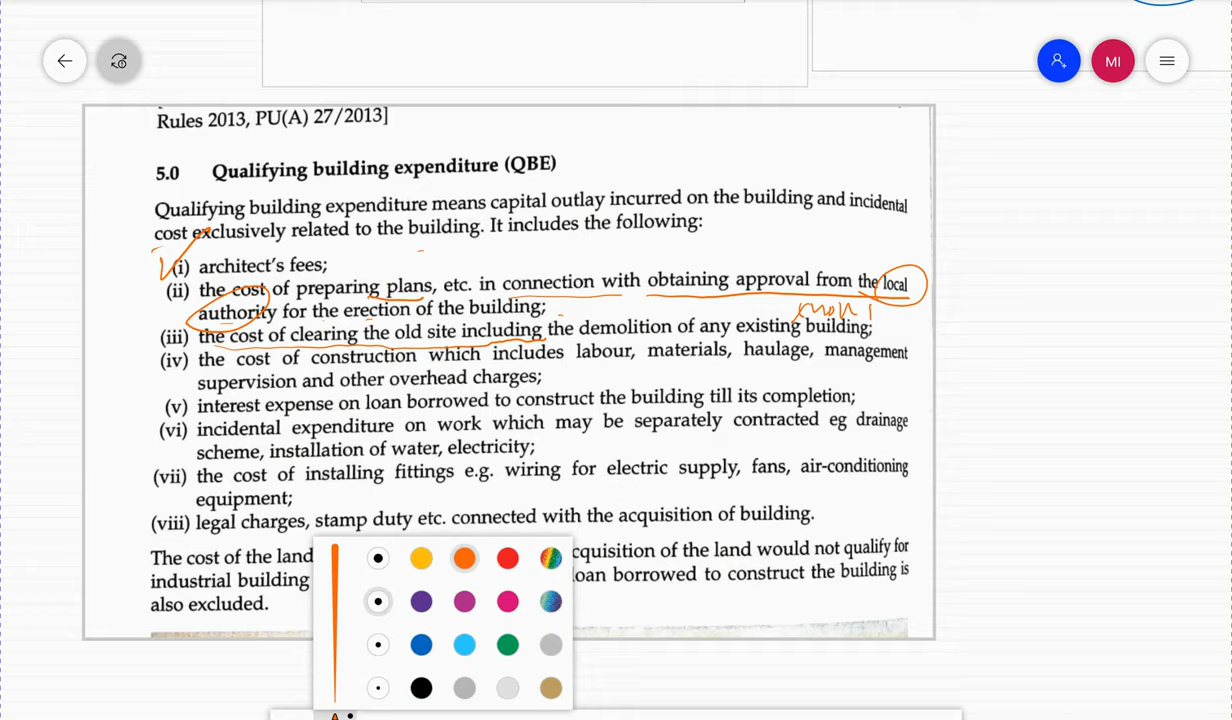 MI
Rules 2013, PU(A) 27/2013]
5.0 Qualifying building expenditure (QBE)
Qualifying building expenditure means capital outlay incurred on the building and incidental
cost exclusively related to the building. It includes the following:
(i) architect's fees;
(ii) the cost of preparing plans, etc. in connection with obtaining approval from the local
authority for the erection of the building;
(iii) the cost of clearing the old site including the demolition of any existing building;
(iv) the cost of construction which includes labour, materials, haulage, management
supervision and other overhead charges;
(v) interest expense on loan borrowed to construct the building till its completion;
(vi) incidental expenditure on work which may be separately contracted eg drainage
scheme, installation of water, electricity;
(vii) the cost of installing fittings e.g. wiring for electric supply, fans, air-conditioning
equipment;
(viii) legal charges, stamp duty etc. connected with the acquisition of building.
The cost of the land cquisition of the land would not qualify for
industrial building loan borrowed to construct the building is
also excluded.